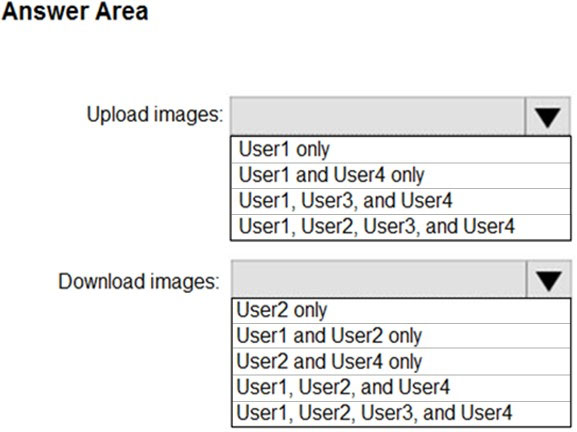 Answer Area
Upload images:
User1 only
User1 and User4 only
User1, User3, and User4
User1, User2, User3, and User4
Download images:
User2 only
User1 and User2 only
User2 and User4 only
User1, User2, and User4
User1, User2, User3, and User4